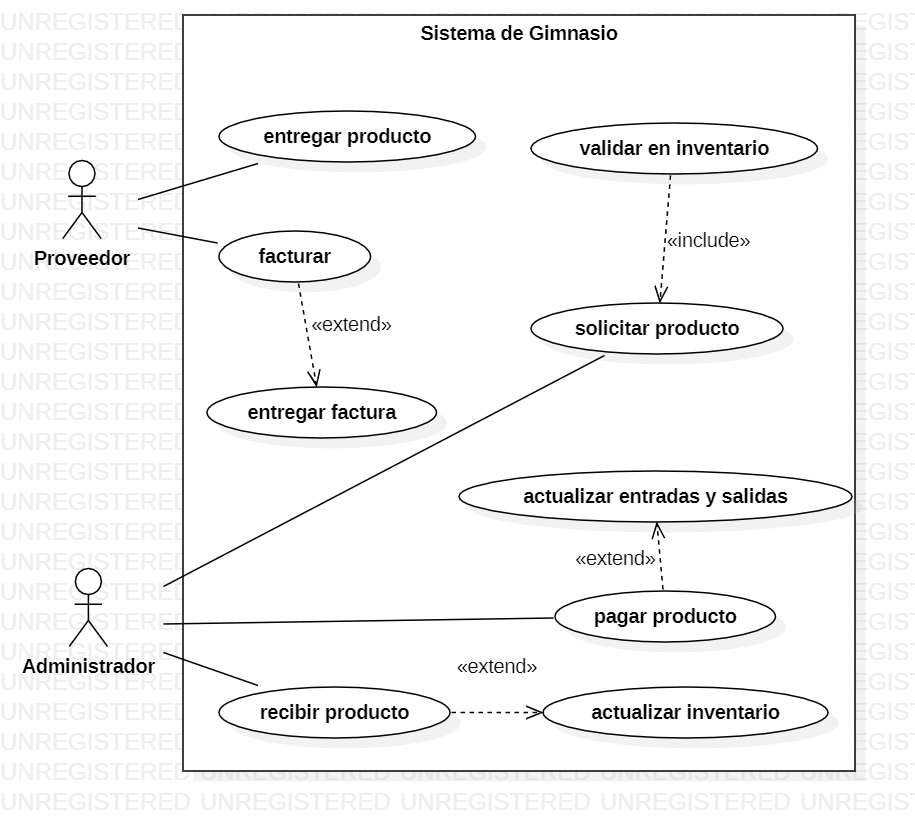 Sistema de Gimnasio
entregar producto
validar en inventario
Proveedor
facturar
«include»
«extend»
solicitar producto
entregar factura
actualizar entradas y salidas
«extend»
pagar producto
Administrador
«extend»
recibir producto
actualizar inventario
UNREGISTERED UNREGISTERED UNREGISTERED UNREGISTERED UNREGISTERED